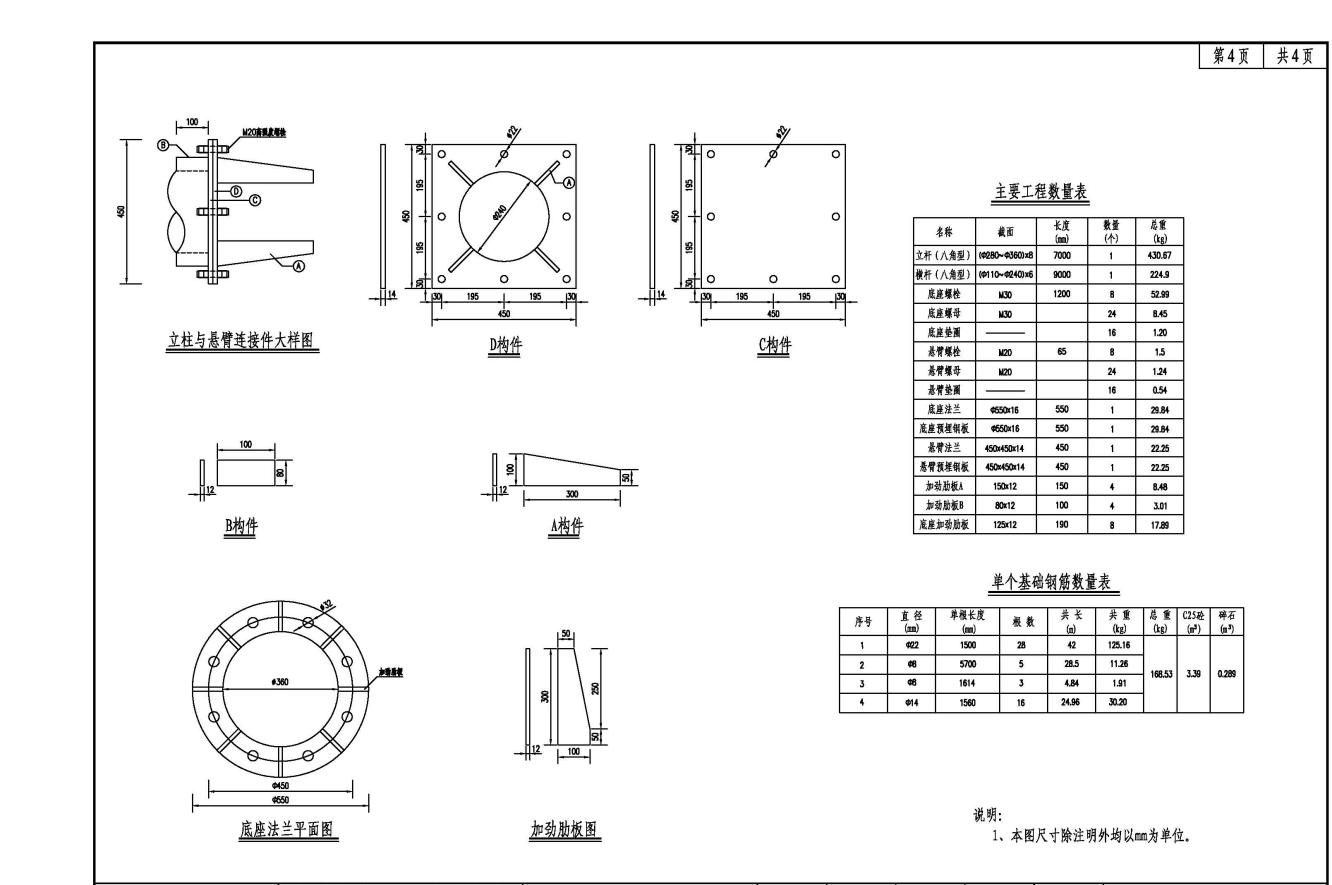 第4页 共4页
100
M20高强度螺栓
B
D
C
A
450
立柱与悬臂连接件大样图
14
Φ22
30
195
450
195
30
Φ240
A
30 195 195 30
450
D构件
14
Φ22
30
195
450
195
30
30 195 195 30
450
C构件
12
100
80
B构件
12
100
300
50
A构件
Φ32
Φ360
加劲肋板
Φ450
Φ550
底座法兰平面图
12
50
300
250
50
100
加劲肋板图
主要工程数量表
名称 截面 长度(mm) 数量(个) 总重(kg)
立杆（八角型） (Φ280~Φ360)×8 7000 1 430.67
横杆（八角型） (Φ110~Φ240)×6 9000 1 224.9
底座螺栓 M30 1200 8 52.99
底座螺母 M30 24 8.45
底座垫圈 ——— 16 1.20
悬臂螺栓 M20 65 8 1.5
悬臂螺母 M20 24 1.24
悬臂垫圈 ——— 16 0.54
底座法兰 Φ550×16 550 1 29.84
底座预埋钢板 Φ550×16 550 1 29.84
悬臂法兰 450×450×14 450 1 22.25
悬臂预埋钢板 450×450×14 450 1 22.25
加劲肋板A 150×12 150 4 8.48
加劲肋板B 80×12 100 4 3.01
底座加劲肋板 125×12 190 8 17.89
单个基础钢筋数量表
序号 直径(mm) 单根长度(mm) 根数 共长(m) 共重(kg) 总重(kg) C25砼(m³) 碎石(m³)
1 Φ22 1500 28 42 125.16 168.53 3.39 0.289
2 Φ8 5700 5 28.5 11.26
3 Φ8 1614 3 4.84 1.91
4 Φ14 1560 16 24.96 30.20
说明：
1、本图尺寸除注明外均以mm为单位。